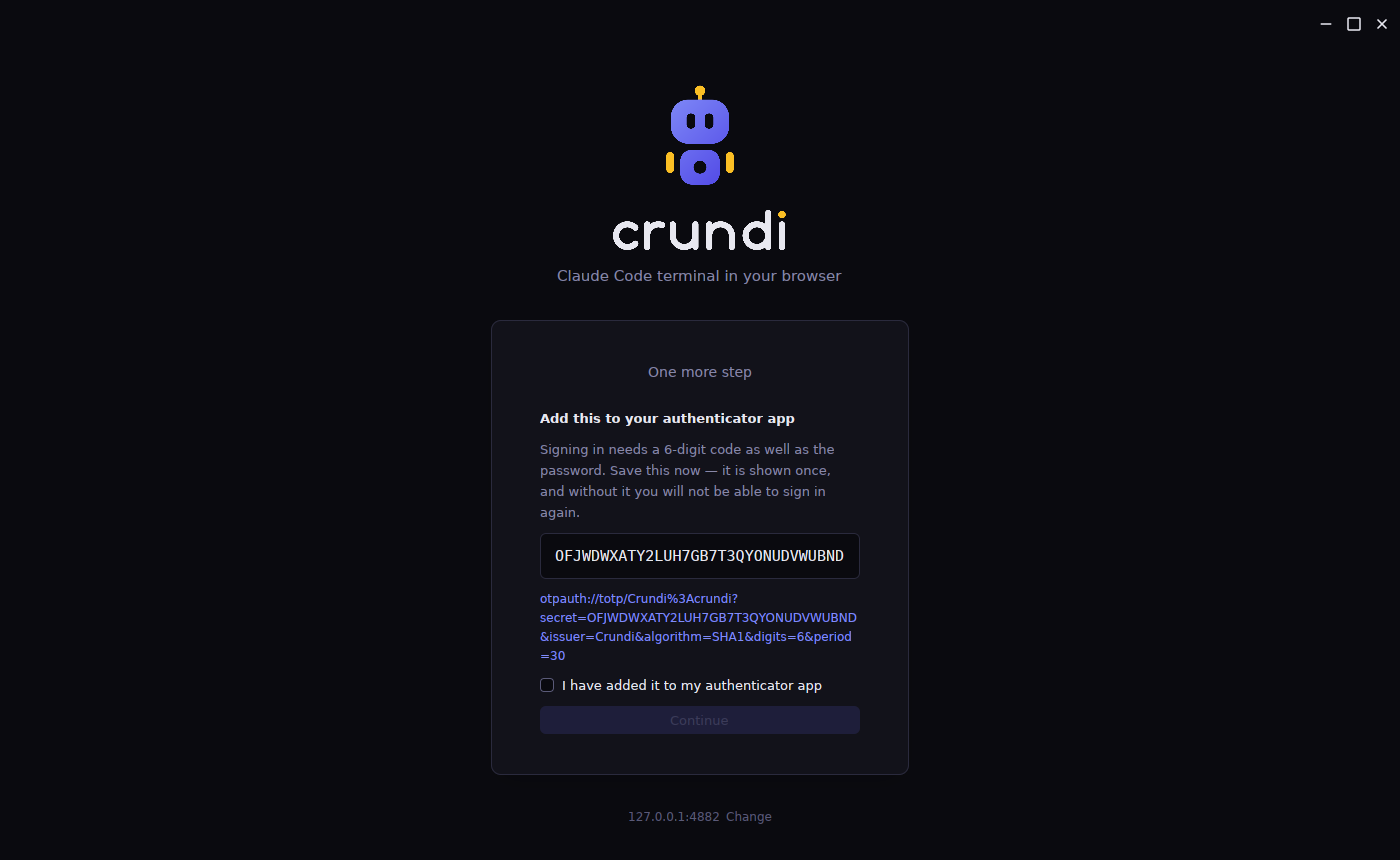 crundi
Claude Code terminal in your browser
One more step
Add this to your authenticator app
Signing in needs a 6-digit code as well as the
password. Save this now — it is shown once,
and without it you will not be able to sign in
again.
OFJWDWXATY2LUH7GB7T3QYONUDVWUBND
otpauth://totp/Crundi%3Acrundi?
secret=OFJWDWXATY2LUH7GB7T3QYONUDVWUBND
&issuer=Crundi&algorithm=SHA1&digits=6&period
=30
I have added it to my authenticator app
Continue
127.0.0.1:4882 Change